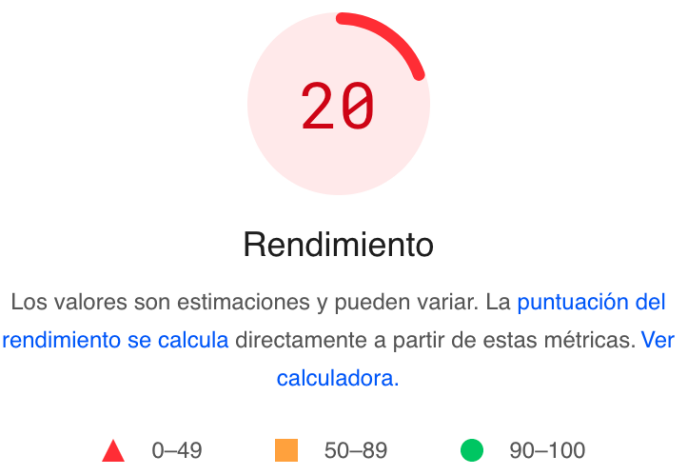 20
Rendimiento
Los valores son estimaciones y pueden variar. La puntuación del
rendimiento se calcula directamente a partir de estas métricas. Ver
calculadora.
0–49 50–89 90–100